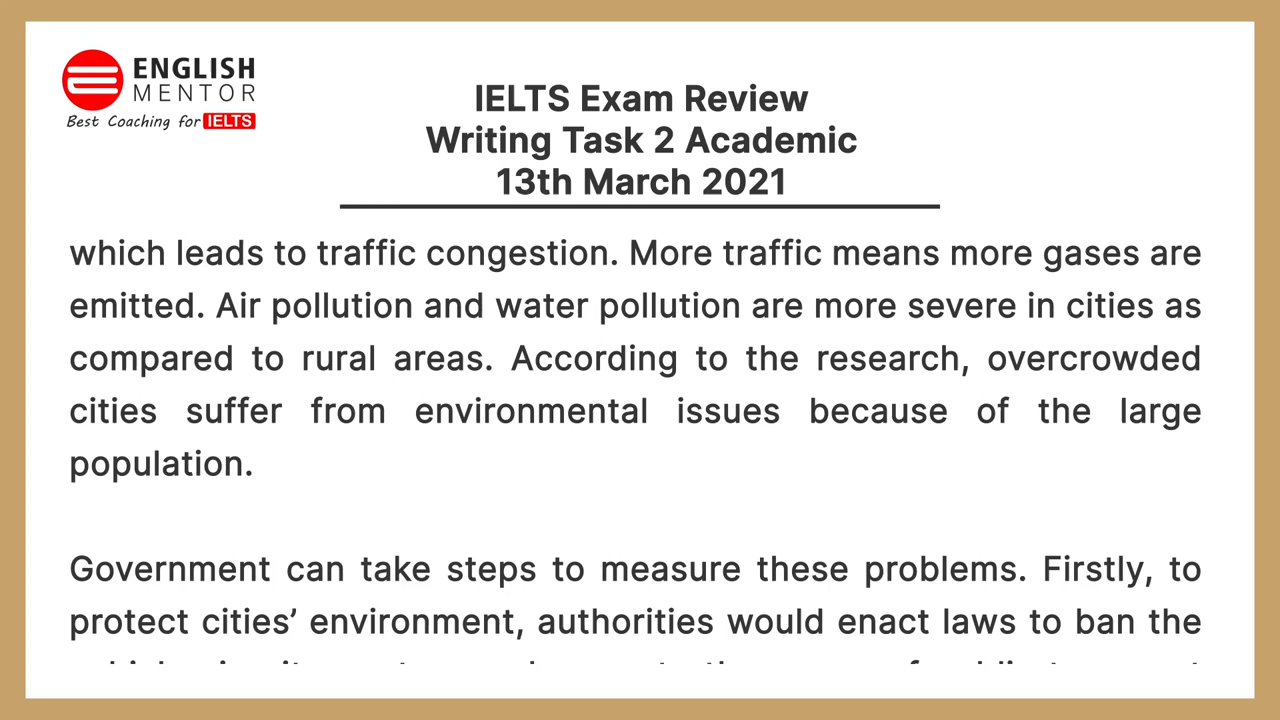 ENGLISH
MENTOR
Best Coaching for IELTS
IELTS Exam Review
Writing Task 2 Academic
13th March 2021
which leads to traffic congestion. More traffic means more gases are
emitted. Air pollution and water pollution are more severe in cities as
compared to rural areas. According to the research, overcrowded
cities suffer from environmental issues because of the large
population.
Government can take steps to measure these problems. Firstly, to
protect cities’ environment, authorities would enact laws to ban the